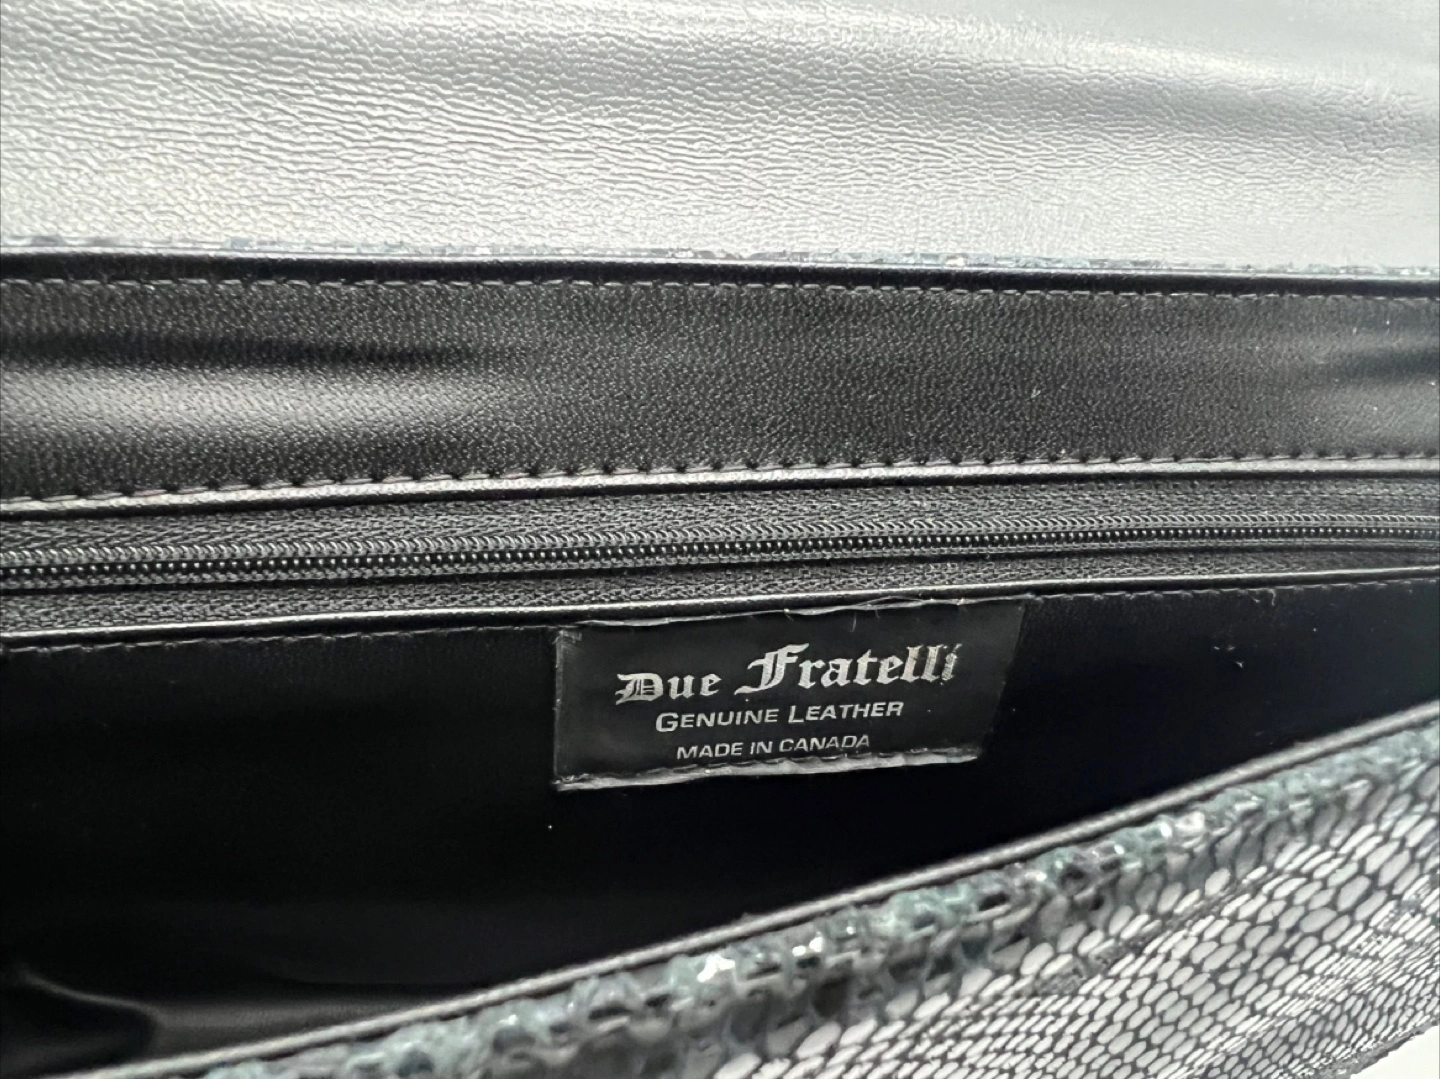 Due Fratelli
GENUINE LEATHER
MADE IN CANADA